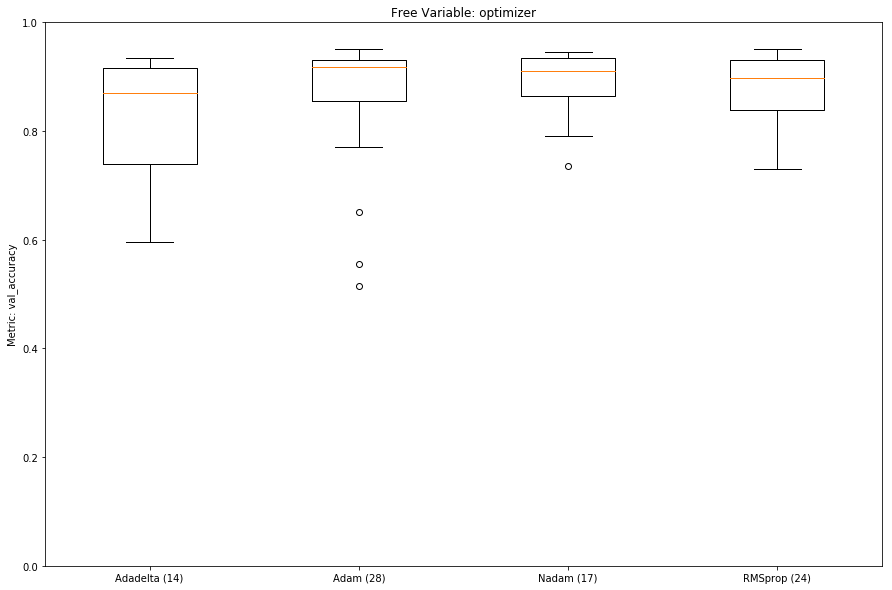 Free Variable: optimizer
Metric: val_accuracy
1.0
0.8
0.6
0.4
0.2
0.0
Adadelta (14)
Adam (28)
Nadam (17)
RMSprop (24)